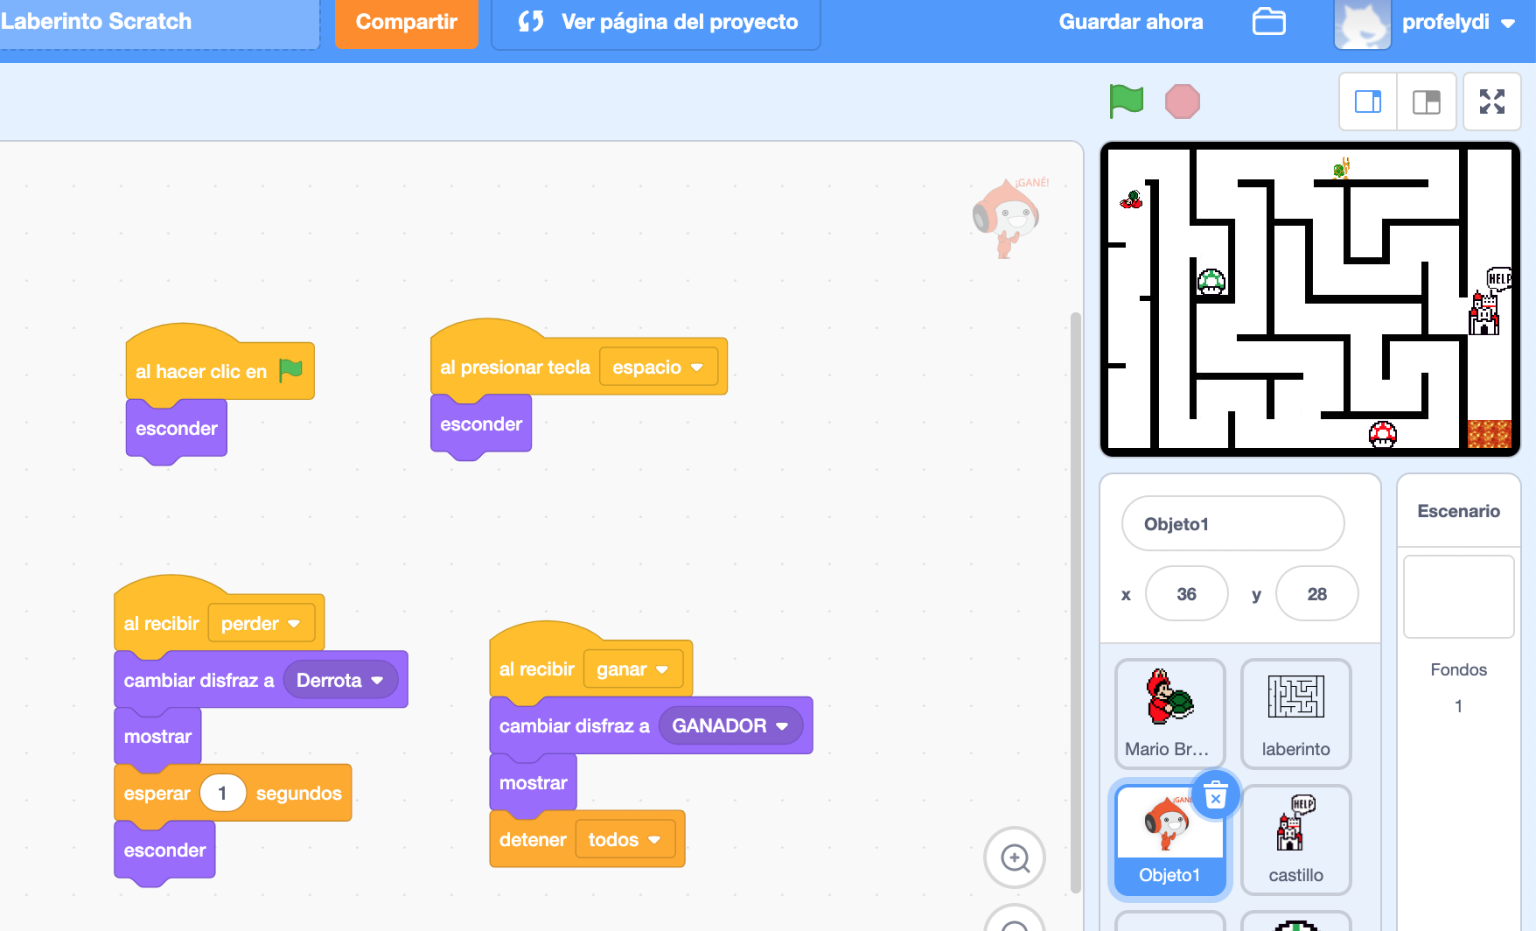 Laberinto Scratch
Compartir
Ver página del proyecto
Guardar ahora
profelydi
¡GANÉ!
HELP
al hacer clic en
esconder
al presionar tecla espacio
esconder
al recibir perder
cambiar disfraz a Derrota
mostrar
esperar 1 segundos
esconder
al recibir ganar
cambiar disfraz a GANADOR
mostrar
detener todos
Objeto1
x 36 y 28
Escenario
Fondos
1
Mario Br...
laberinto
HELP
Objeto1
castillo